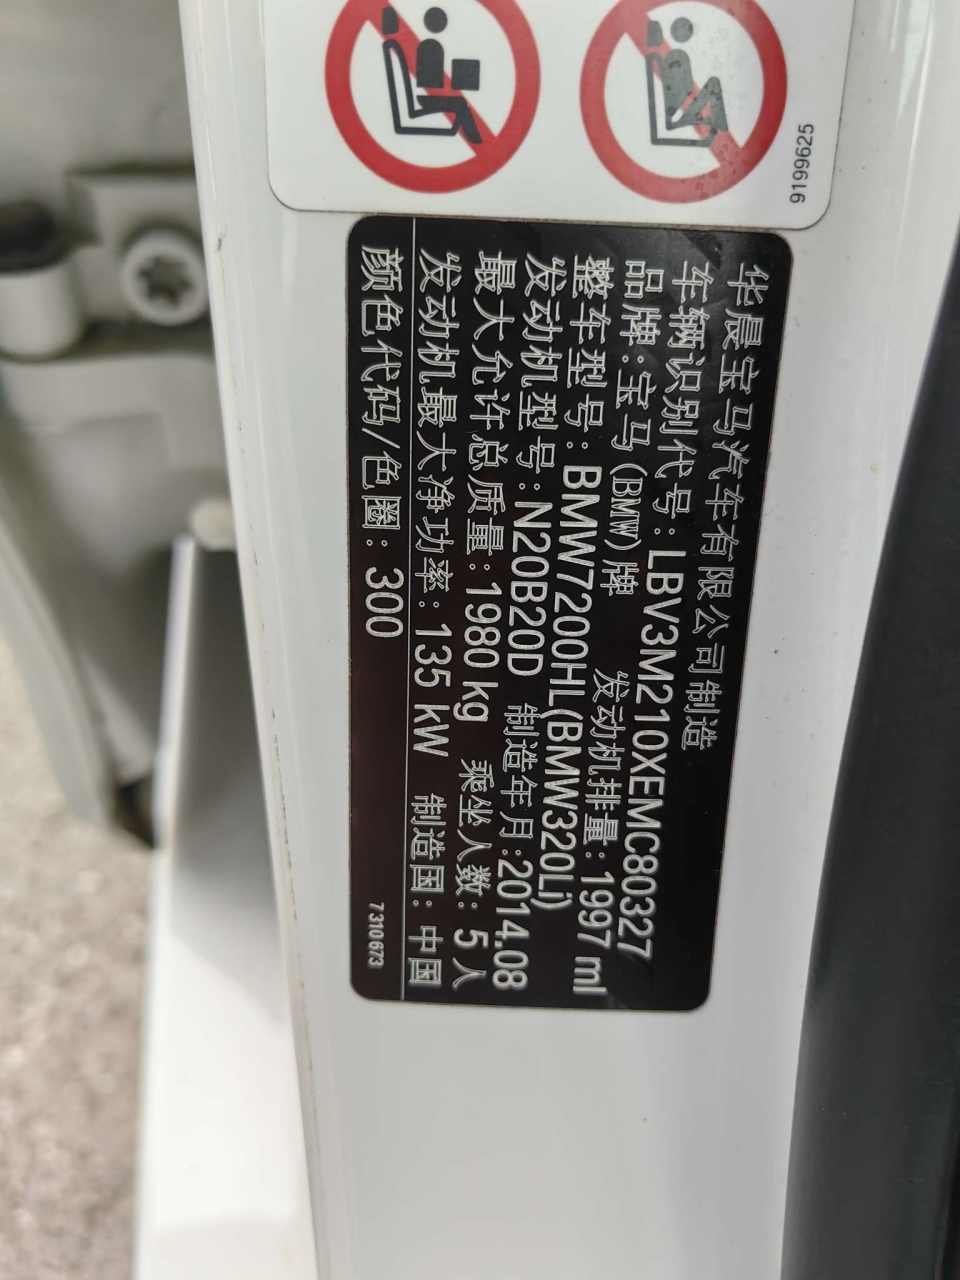 9199625
华晨宝马汽车有限公司制造
车辆识别代号:LBV3M210XEMC80327
品牌:宝马(BMW)牌 发动机排量:1997 ml
整车型号:BMW7200HL(BMW320Li)
发动机型号:N20B20D 制造年月:2014.08
最大允许总质量:1980 kg 乘坐人数:5人
发动机最大净功率:135 kW 制造国:中国
颜色代码/色圈:300 7310673